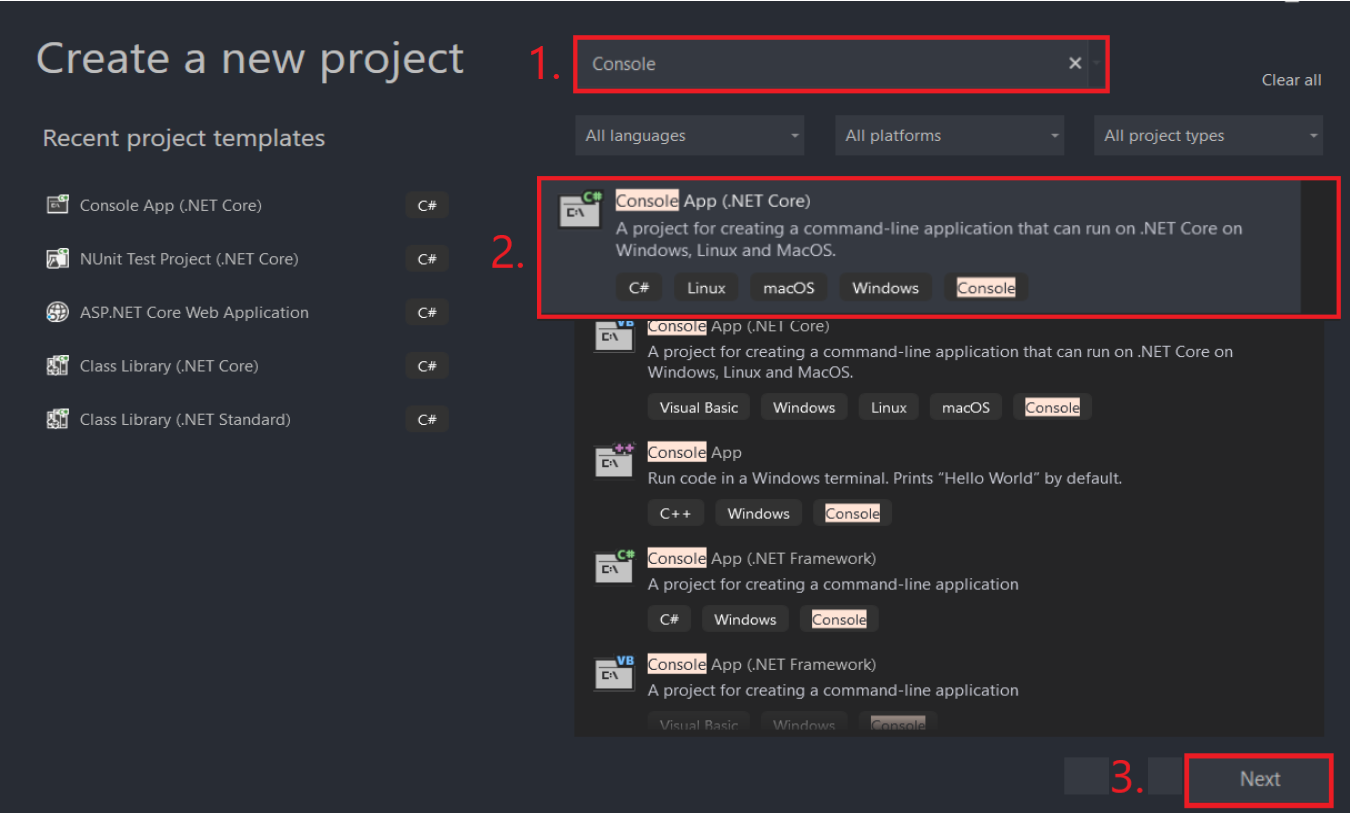 Create a new project
1.
Console
Clear all
Recent project templates
All languages
All platforms
All project types
Console App (.NET Core) C#
NUnit Test Project (.NET Core) C#
ASP.NET Core Web Application C#
Class Library (.NET Core) C#
Class Library (.NET Standard) C#
2.
C#
C:\
Console App (.NET Core)
A project for creating a command-line application that can run on .NET Core on
Windows, Linux and MacOS.
C# Linux macOS Windows Console
VB
C:\
Console App (.NET Core)
A project for creating a command-line application that can run on .NET Core on
Windows, Linux and MacOS.
Visual Basic Windows Linux macOS Console
++
C:\
Console App
Run code in a Windows terminal. Prints "Hello World" by default.
C++ Windows Console
C#
C:\
Console App (.NET Framework)
A project for creating a command-line application
C# Windows Console
VB
C:\
Console App (.NET Framework)
A project for creating a command-line application
Visual Basic Windows Console
3.
Next